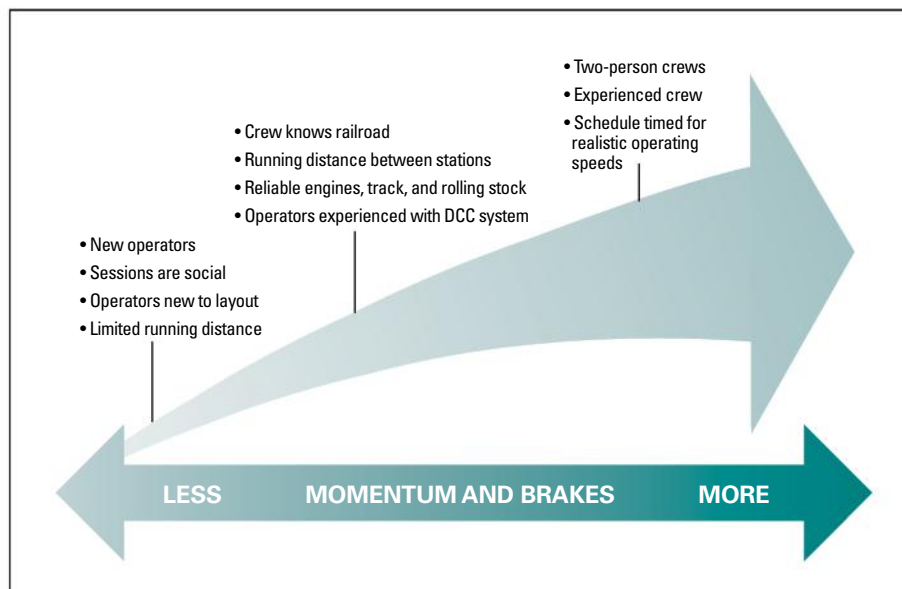 • Two-person crews
• Experienced crew
• Schedule timed for
realistic operating
speeds
• Crew knows railroad
• Running distance between stations
• Reliable engines, track, and rolling stock
• Operators experienced with DCC system
• New operators
• Sessions are social
• Operators new to layout
• Limited running distance
LESS MOMENTUM AND BRAKES MORE